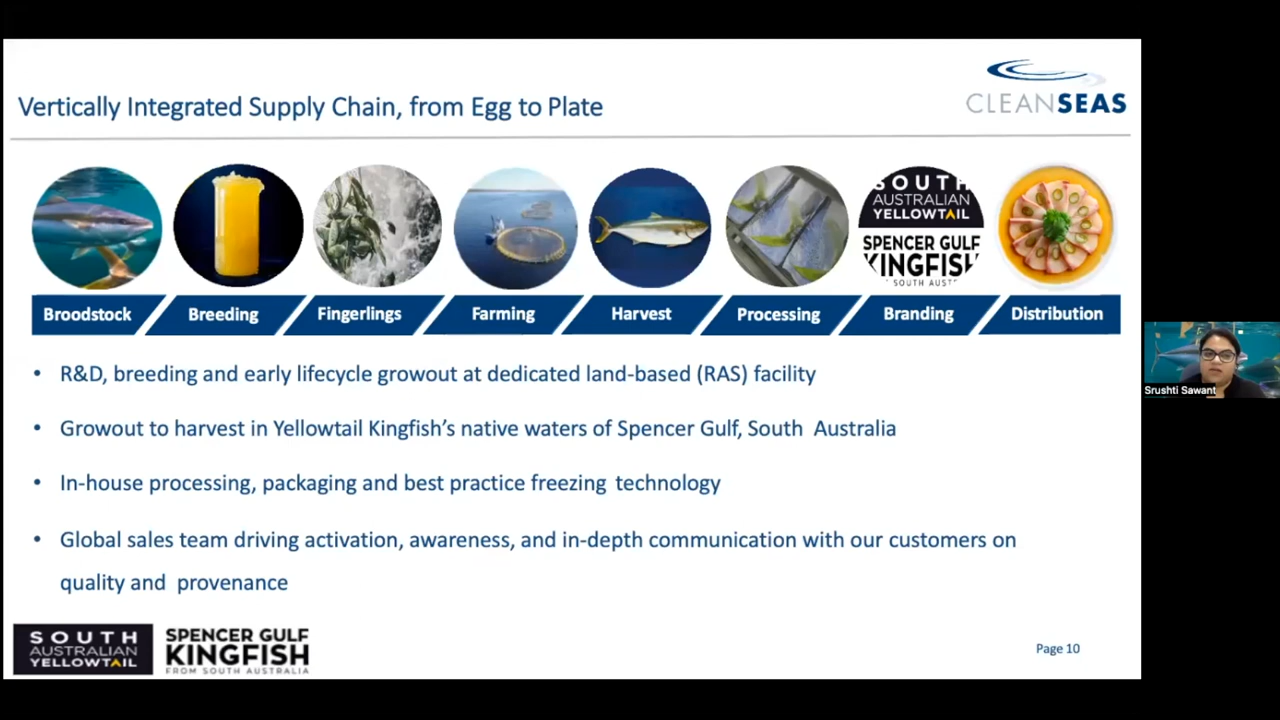 Vertically Integrated Supply Chain, from Egg to Plate
CLEANSEAS
SOUTH
AUSTRALIAN
YELLOWTAIL
SPENCER GULF
KINGFISH
SOUTH AUST
Broodstock
Breeding
Fingerlings
Farming
Harvest
Processing
Branding
Distribution
• R&D, breeding and early lifecycle growout at dedicated land-based (RAS) facility
• Growout to harvest in Yellowtail Kingfish’s native waters of Spencer Gulf, South Australia
• In-house processing, packaging and best practice freezing technology
• Global sales team driving activation, awareness, and in-depth communication with our customers on
quality and provenance
Srushti Sawant
SOUTH
AUSTRALIAN
YELLOWTAIL
SPENCER GULF
KINGFISH
FROM SOUTH AUSTRALIA
Page 10